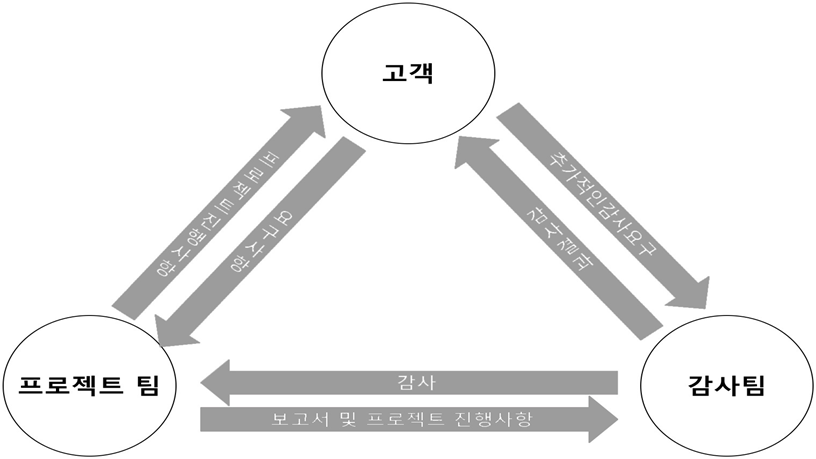 고객
프로젝트진행사항
요구사항
추가적인감사요구
감사결과
프로젝트 팀
감사팀
감사
보고서 및 프로젝트 진행사항